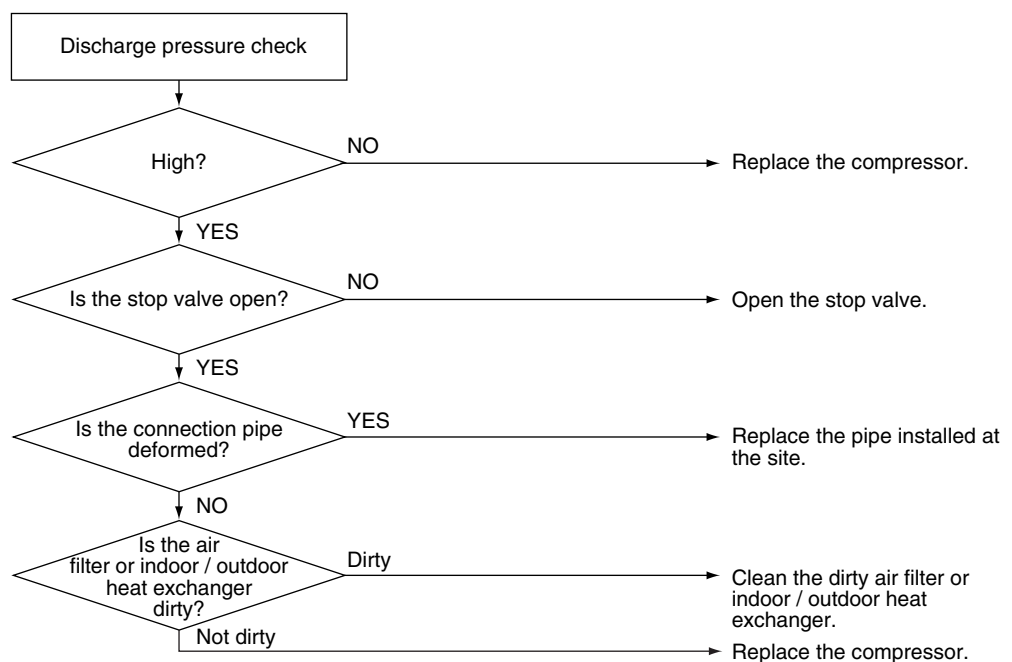 Discharge pressure check
High?
NO
Replace the compressor.
YES
Is the stop valve open?
NO
Open the stop valve.
YES
Is the connection pipe
deformed?
YES
Replace the pipe installed at
the site.
NO
Is the air
filter or indoor / outdoor
heat exchanger
dirty?
Dirty
Clean the dirty air filter or
indoor / outdoor heat
exchanger.
Not dirty
Replace the compressor.